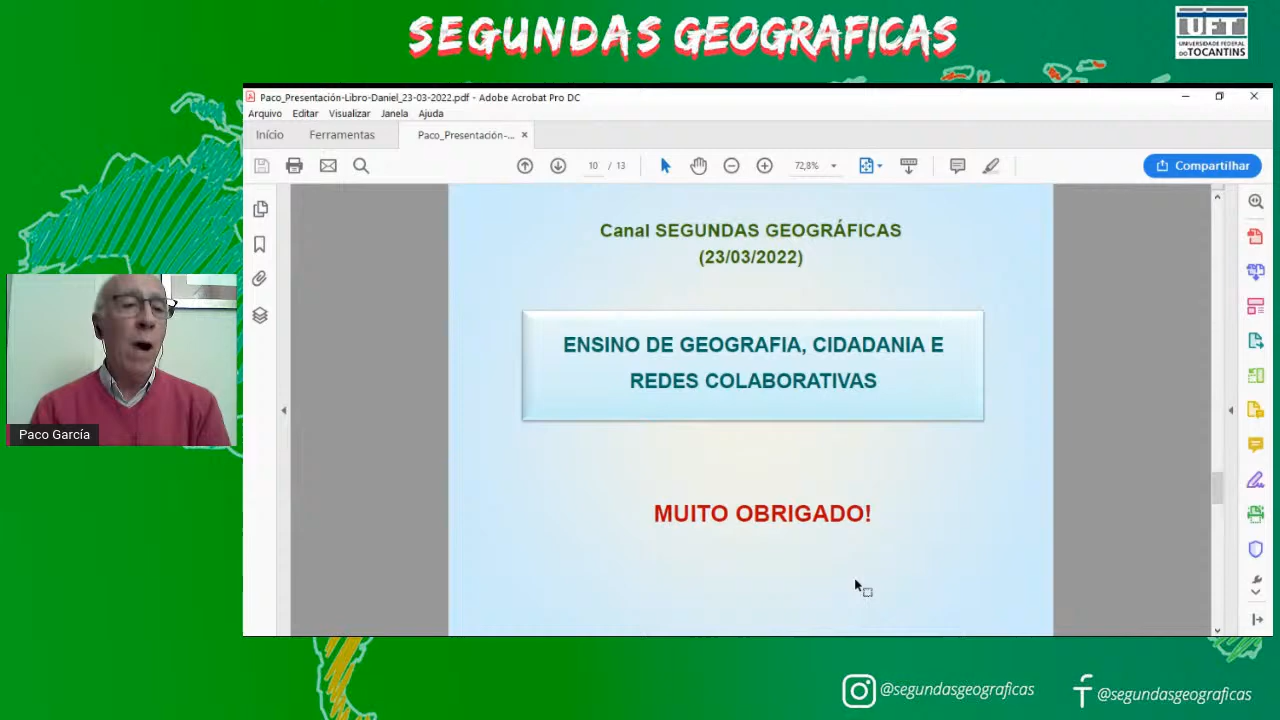 SEGUNDAS GEOGRAFICAS
UFT
UNIVERSIDADE FEDERAL
DO TOCANTINS
Paco_Presentación-Libro-Daniel_23-03-2022.pdf - Adobe Acrobat Pro DC
Arquivo Editar Visualizar Janela Ajuda
Início Ferramentas Paco_Presentación-... ×
10 / 13 72,8% Compartilhar
Canal SEGUNDAS GEOGRÁFICAS
(23/03/2022)
ENSINO DE GEOGRAFIA, CIDADANIA E
REDES COLABORATIVAS
MUITO OBRIGADO!
Paco García
@segundasgeograficas @segundasgeograficas